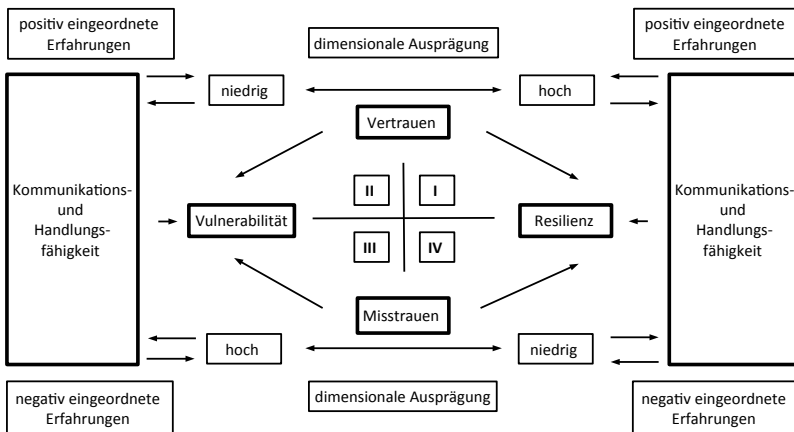 positiv eingeordnete
Erfahrungen
dimensionale Ausprägung
positiv eingeordnete
Erfahrungen
niedrig
hoch
Vertrauen
Kommunikations-
und
Handlungs-
fähigkeit
II
I
Kommunikations-
und
Handlungs-
fähigkeit
Vulnerabilität
Resilienz
III
IV
Misstrauen
hoch
niedrig
dimensionale Ausprägung
negativ eingeordnete
Erfahrungen
negativ eingeordnete
Erfahrungen